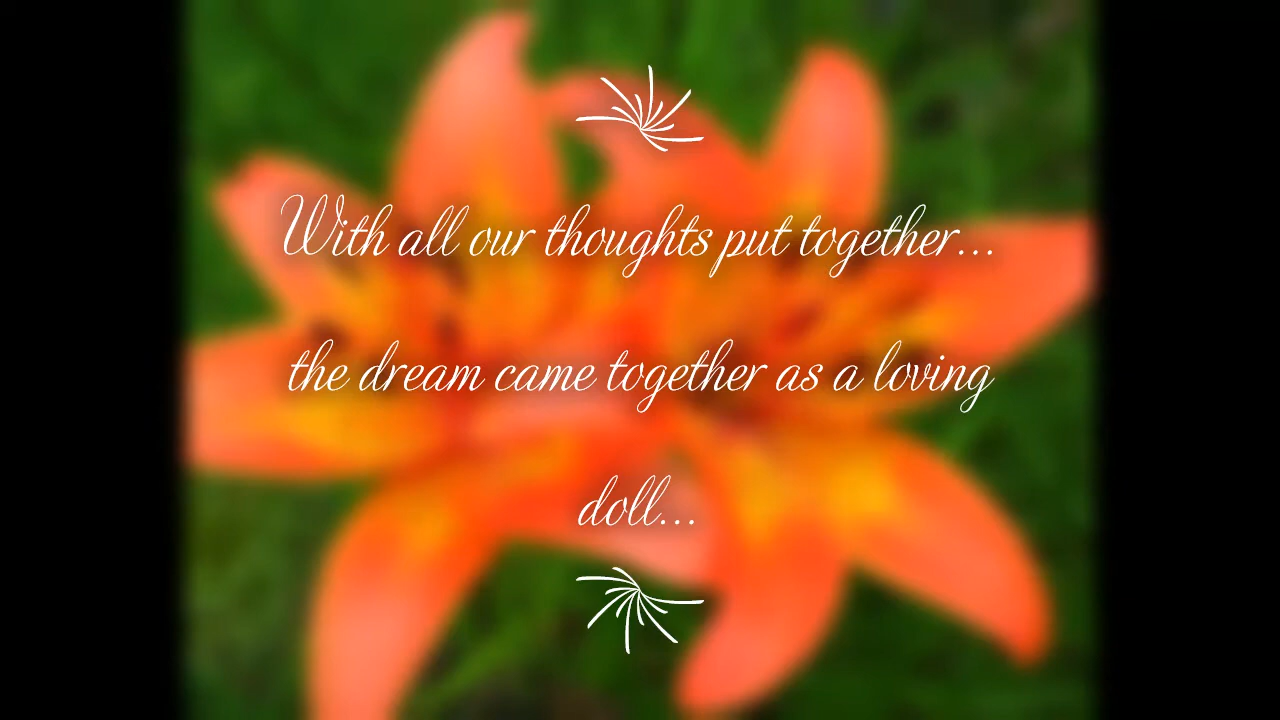 With all our thoughts put together...
the dream came together as a loving
doll...